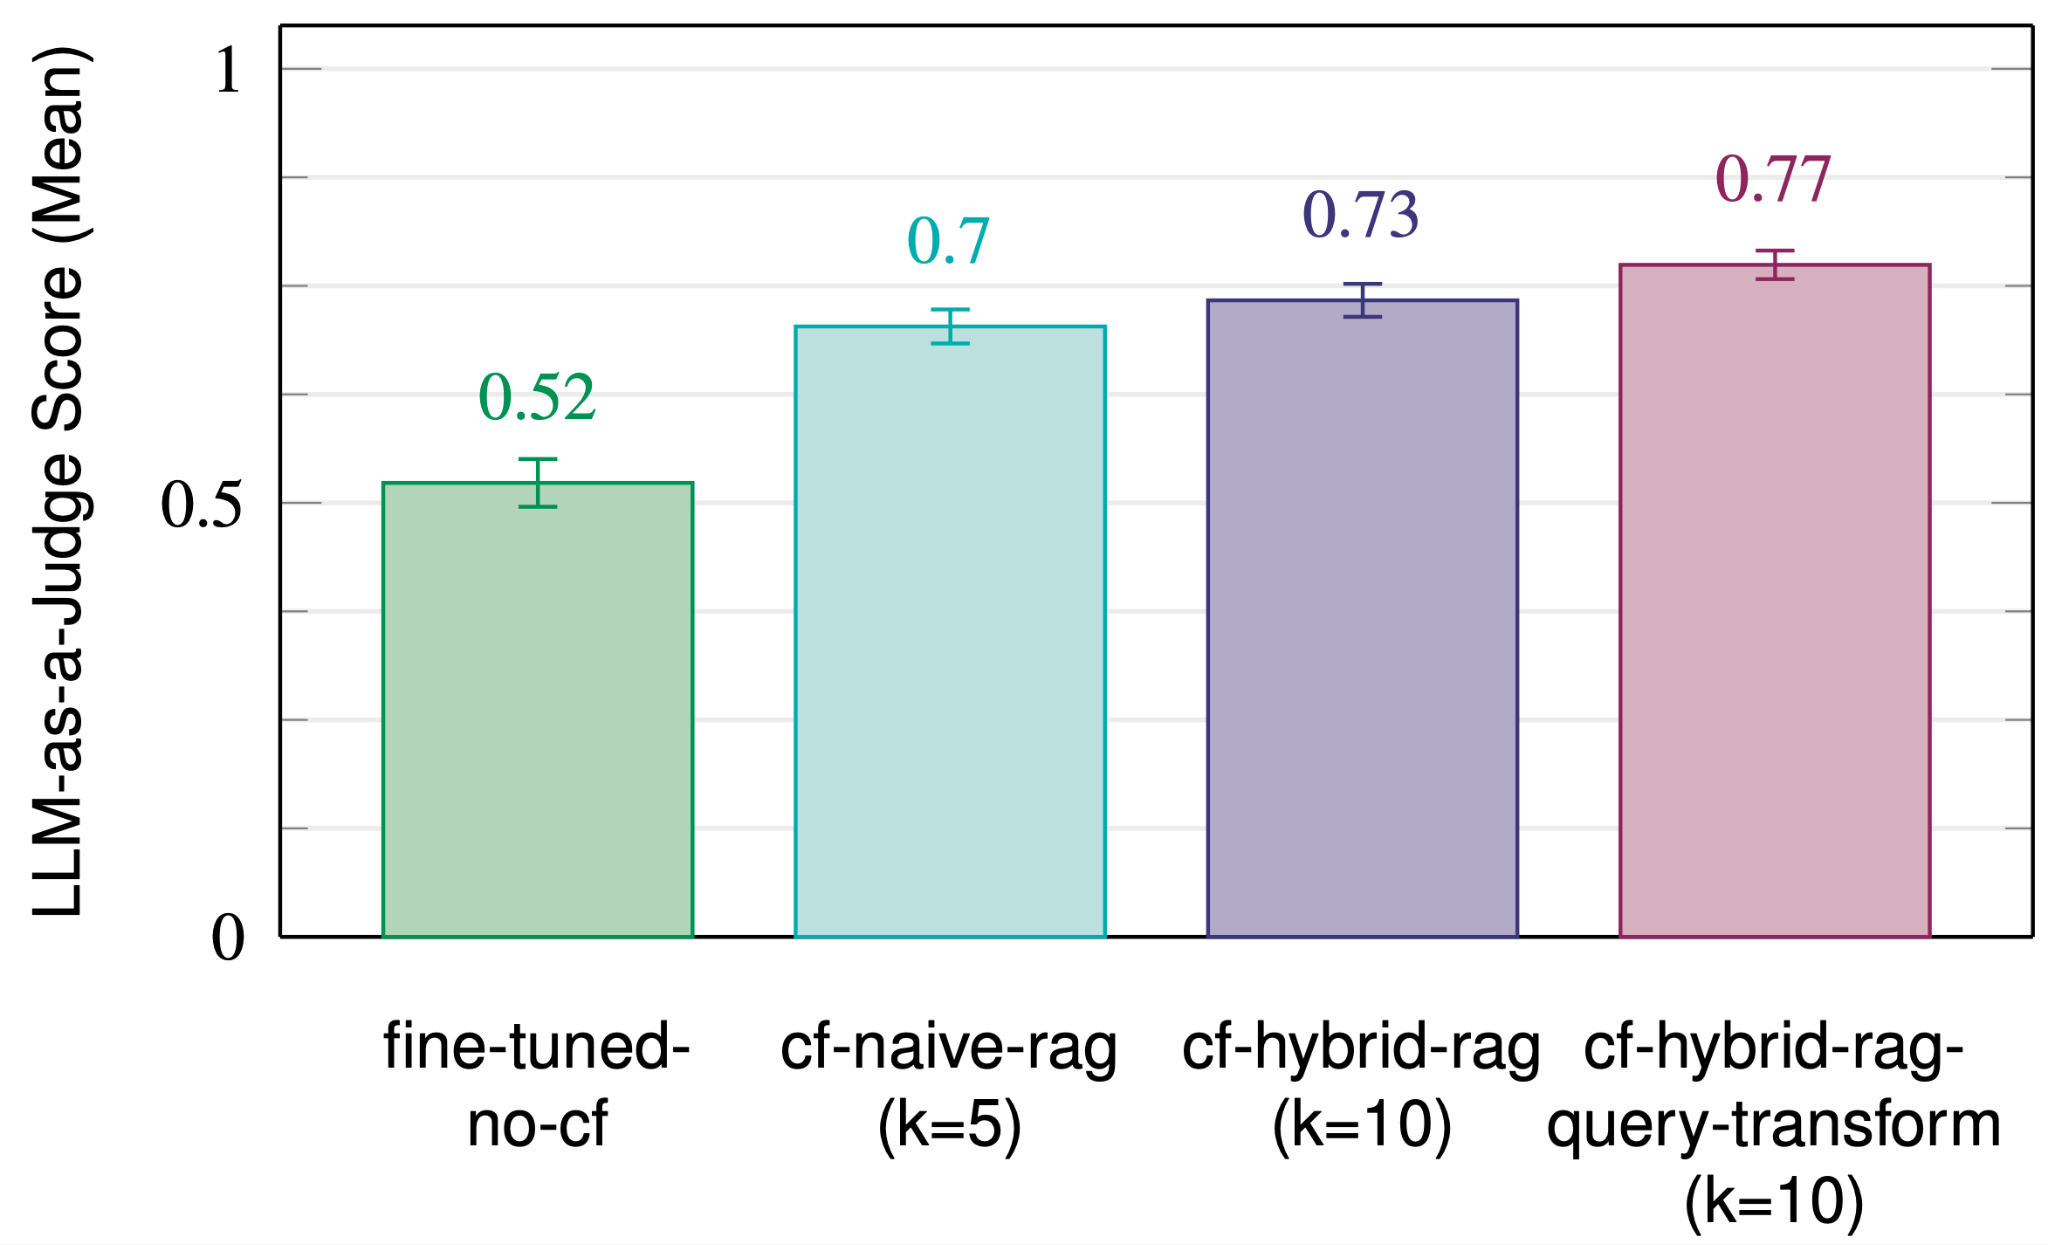 LLM-as-a-Judge Score (Mean)
1
0.5
0
0.52
0.7
0.73
0.77
fine-tuned-
no-cf
cf-naive-rag
(k=5)
cf-hybrid-rag
(k=10)
cf-hybrid-rag-
query-transform
(k=10)